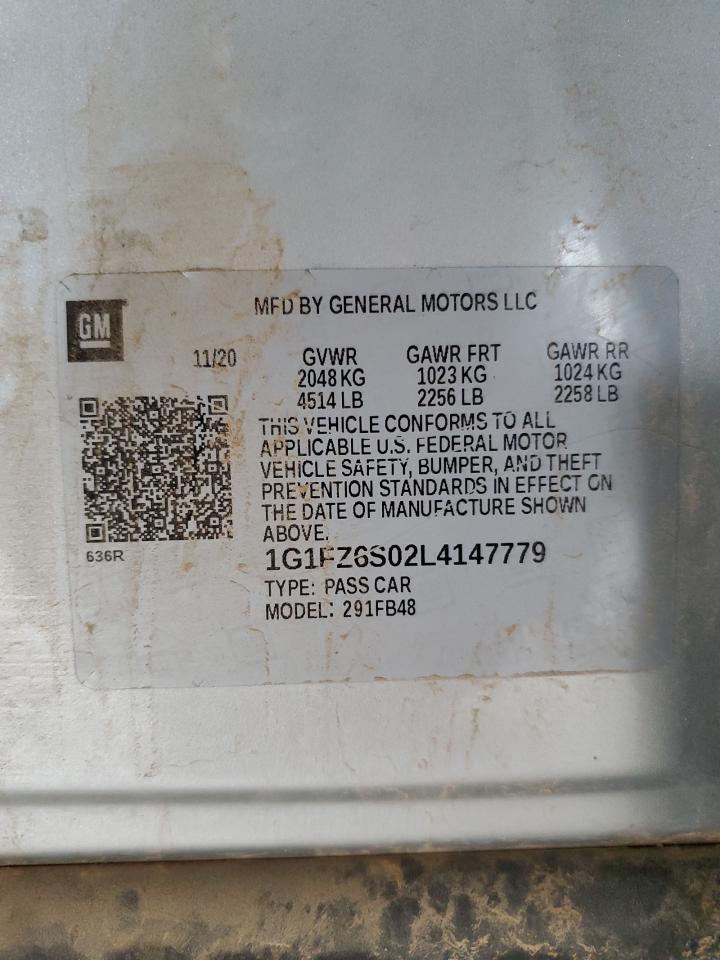 GM
MFD BY GENERAL MOTORS LLC
11/20
GVWR GAWR FRT GAWR RR
2048 KG 1023 KG 1024 KG
4514 LB 2256 LB 2258 LB
THIS VEHICLE CONFORMS TO ALL
APPLICABLE U.S. FEDERAL MOTOR
VEHICLE SAFETY, BUMPER, AND THEFT
PREVENTION STANDARDS IN EFFECT ON
THE DATE OF MANUFACTURE SHOWN
ABOVE.
636R
1G1FZ6S02L4147779
TYPE: PASS CAR
MODEL: 291FB48